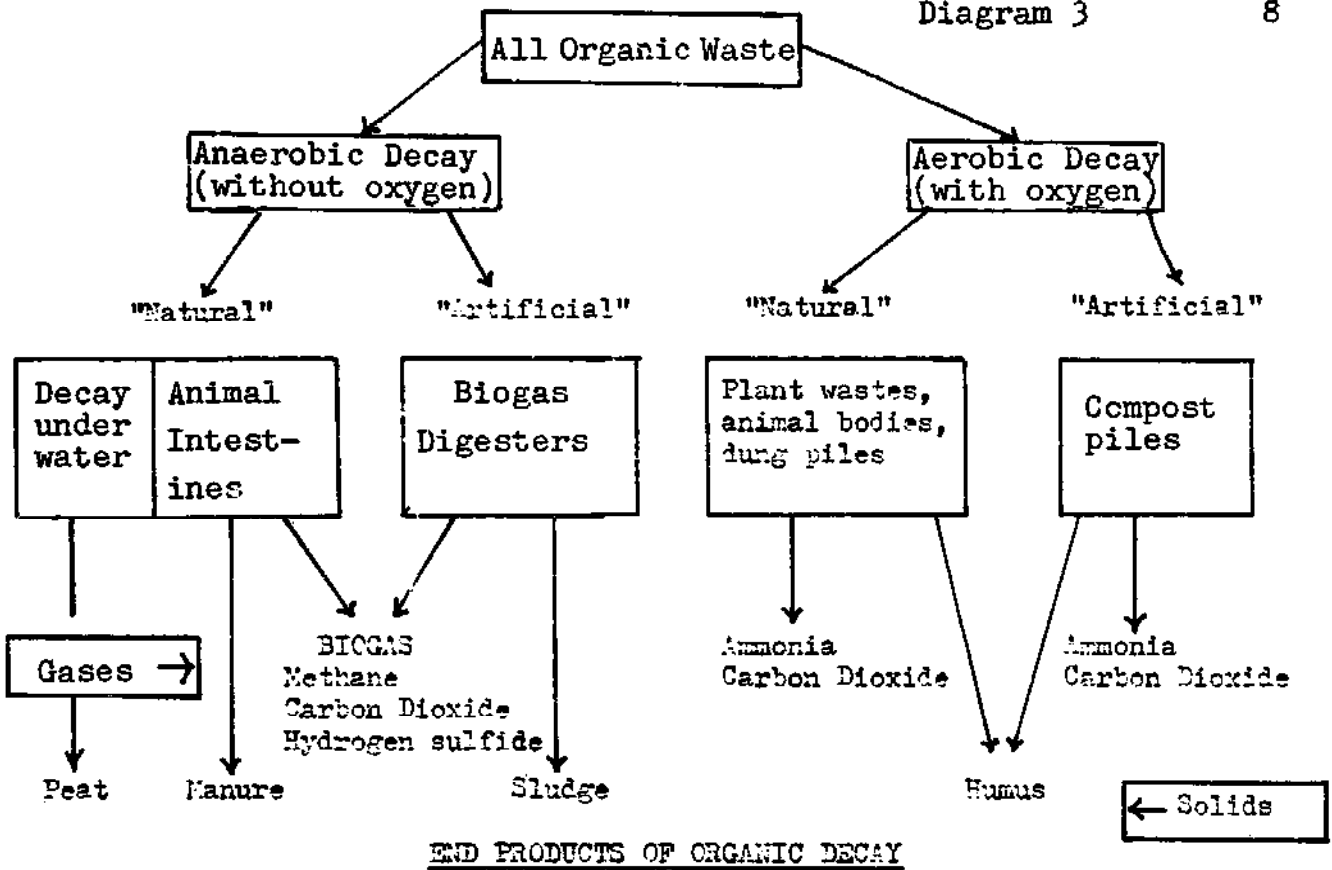 Diagram 3 8
All Organic Waste
Anaerobic Decay
(without oxygen)
Aerobic Decay
(with oxygen)
"Natural"
"Artificial"
"Natural"
"Artificial"
Decay
under
water
Animal
Intest-
ines
Biogas
Digesters
Plant wastes,
animal bodies,
dung piles
Compost
piles
Gases →
BIOGAS
Methane
Carbon Dioxide
Hydrogen sulfide
Ammonia
Carbon Dioxide
Ammonia
Carbon Dioxide
Peat
Manure
Sludge
Humus
← Solids
END PRODUCTS OF ORGANIC DECAY